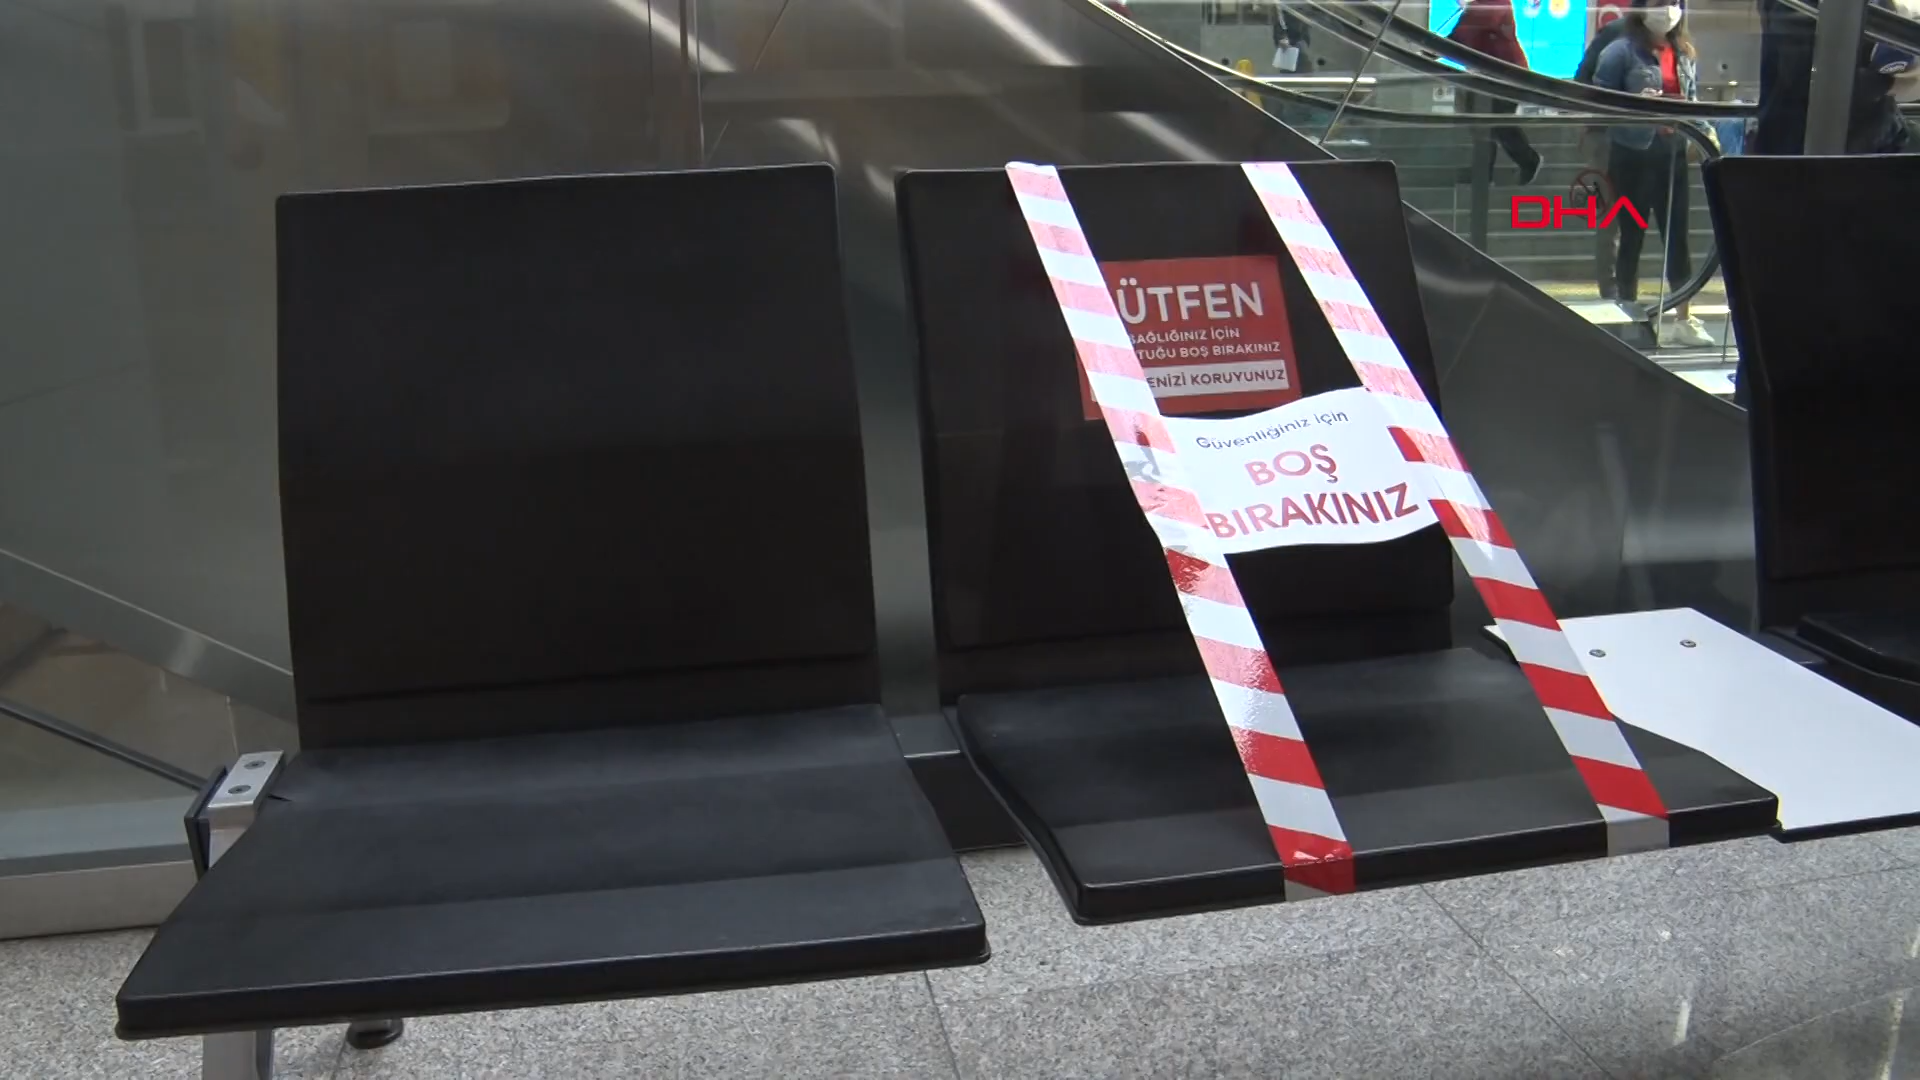 ÜTFEN
SAĞLIĞINIZ İÇİN
TUĞU BOŞ BIRAKINIZ
ENİZİ KORUYUNUZ
Güvenliğiniz için
BOŞ
BIRAKINIZ
DHA